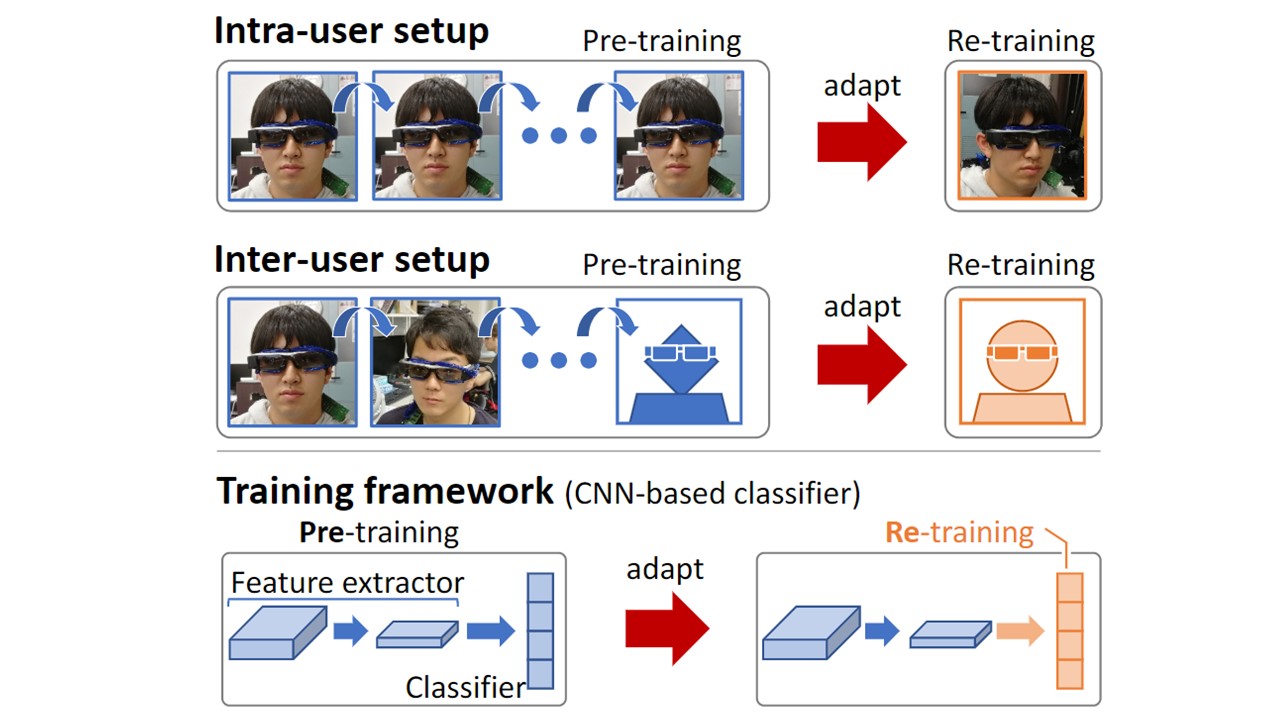 Intra-user setup
Pre-training
Re-training
adapt
Inter-user setup
Pre-training
Re-training
adapt
Training framework (CNN-based classifier)
Pre-training
Re-training
adapt
Feature extractor
Classifier